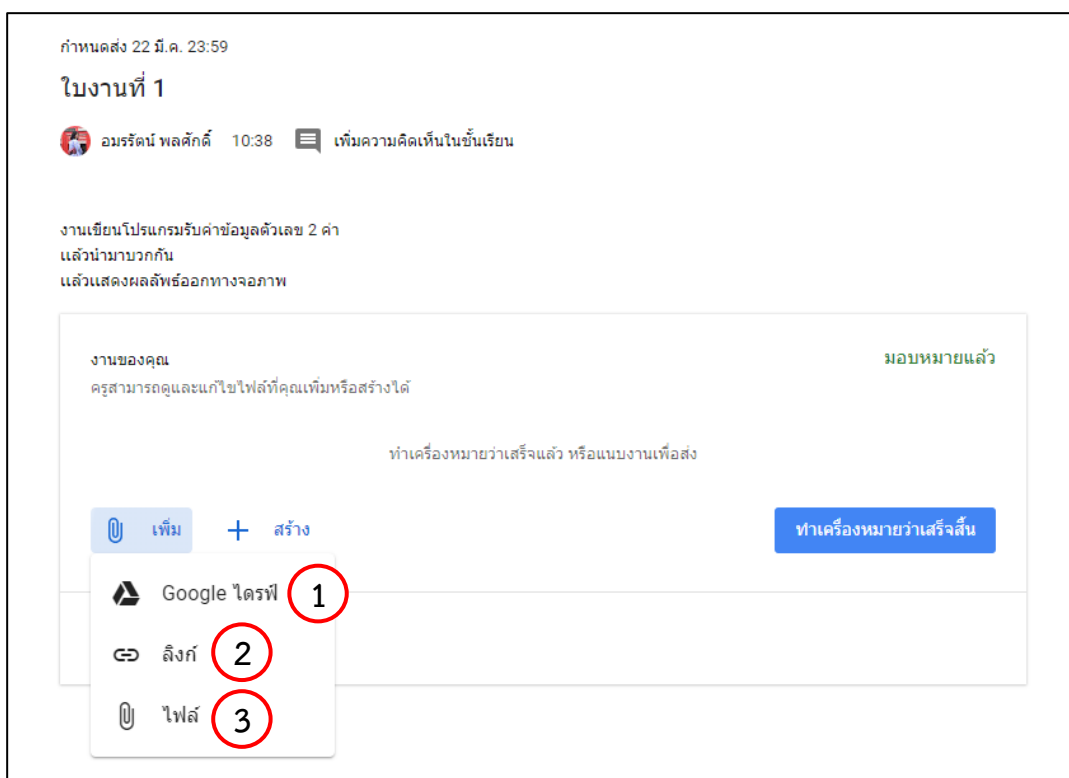 กำหนดส่ง 22 มี.ค. 23:59
ใบงานที่ 1
อมรรัตน์ พลศักดิ์ 10:38 เพิ่มความคิดเห็นในชั้นเรียน
งานเขียนโปรแกรมรับค่าข้อมูลตัวเลข 2 ค่า
แล้วนำมาบวกกัน
แล้วแสดงผลลัพธ์ออกทางจอภาพ
งานของคุณ มอบหมายแล้ว
ครูสามารถดูและแก้ไขไฟล์ที่คุณเพิ่มหรือสร้างได้
ทำเครื่องหมายว่าเสร็จแล้ว หรือแนบงานเพื่อส่ง
เพิ่ม + สร้าง ทำเครื่องหมายว่าเสร็จสิ้น
Google ไดรฟ์ 1
ลิงก์ 2
ไฟล์ 3